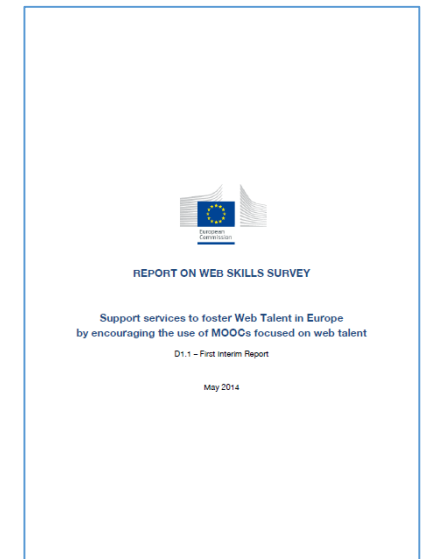 European
Commission
REPORT ON WEB SKILLS SURVEY
Support services to foster Web Talent in Europe
by encouraging the use of MOOCs focused on web talent
D1.1 – First Interim Report
May 2014